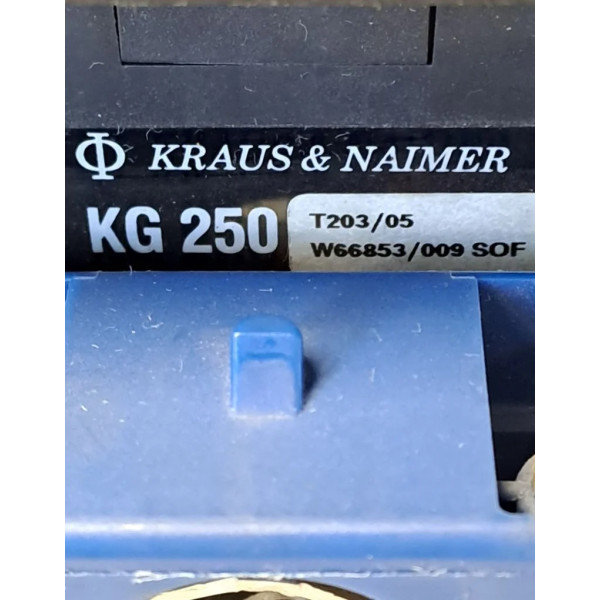 KRAUS & NAIMER
KG 250
T203/05
W66853/009 SOF